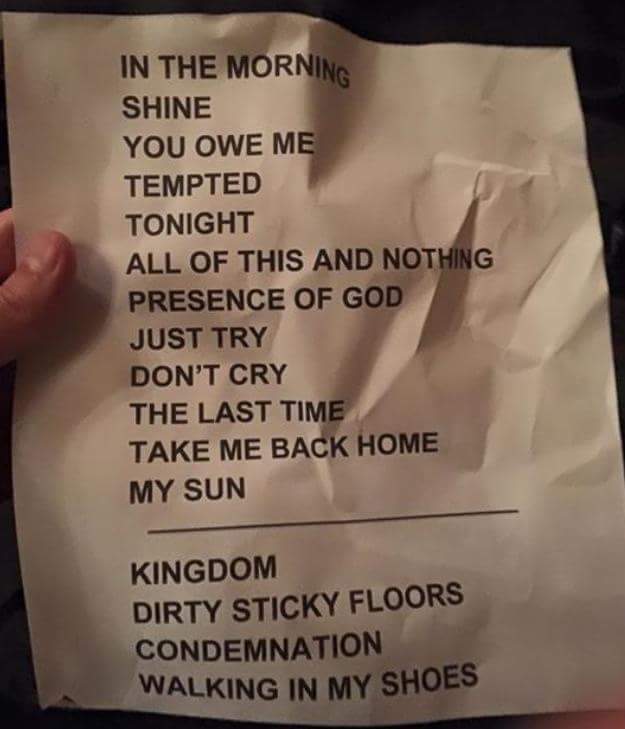 IN THE MORNING
SHINE
YOU OWE ME
TEMPTED
TONIGHT
ALL OF THIS AND NOTHING
PRESENCE OF GOD
JUST TRY
DON'T CRY
THE LAST TIME
TAKE ME BACK HOME
MY SUN
KINGDOM
DIRTY STICKY FLOORS
CONDEMNATION
WALKING IN MY SHOES